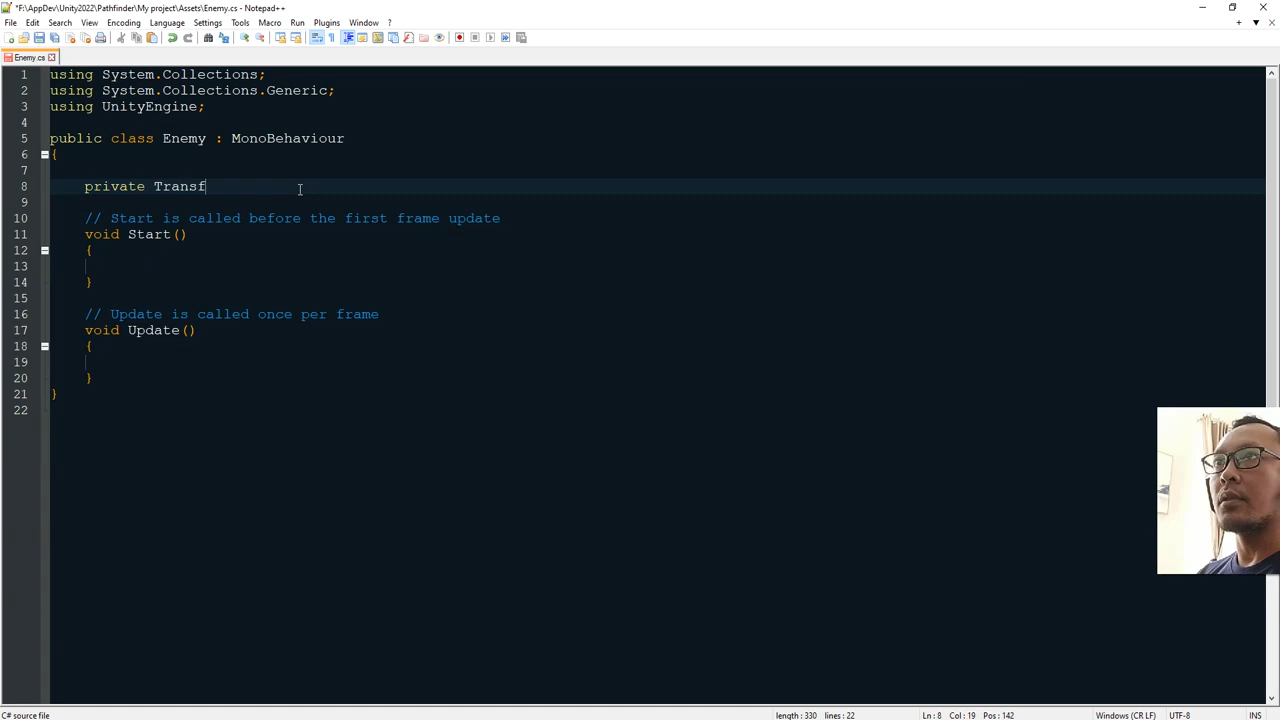 *F:\AppDev\Unity2022\Pathfinder\My project\Assets\Enemy.cs - Notepad++
File Edit Search View Encoding Language Settings Tools Macro Run Plugins Window ?
Enemy.cs
1 using System.Collections;
2 using System.Collections.Generic;
3 using UnityEngine;
4
5 public class Enemy : MonoBehaviour
6 {
7
8 private Transf
9
10 // Start is called before the first frame update
11 void Start()
12 {
13
14 }
15
16 // Update is called once per frame
17 void Update()
18 {
19
20 }
21 }
22
C# source file length : 330 lines : 22 Ln : 8 Col : 19 Pos : 142 Windows (CR LF) UTF-8 INS